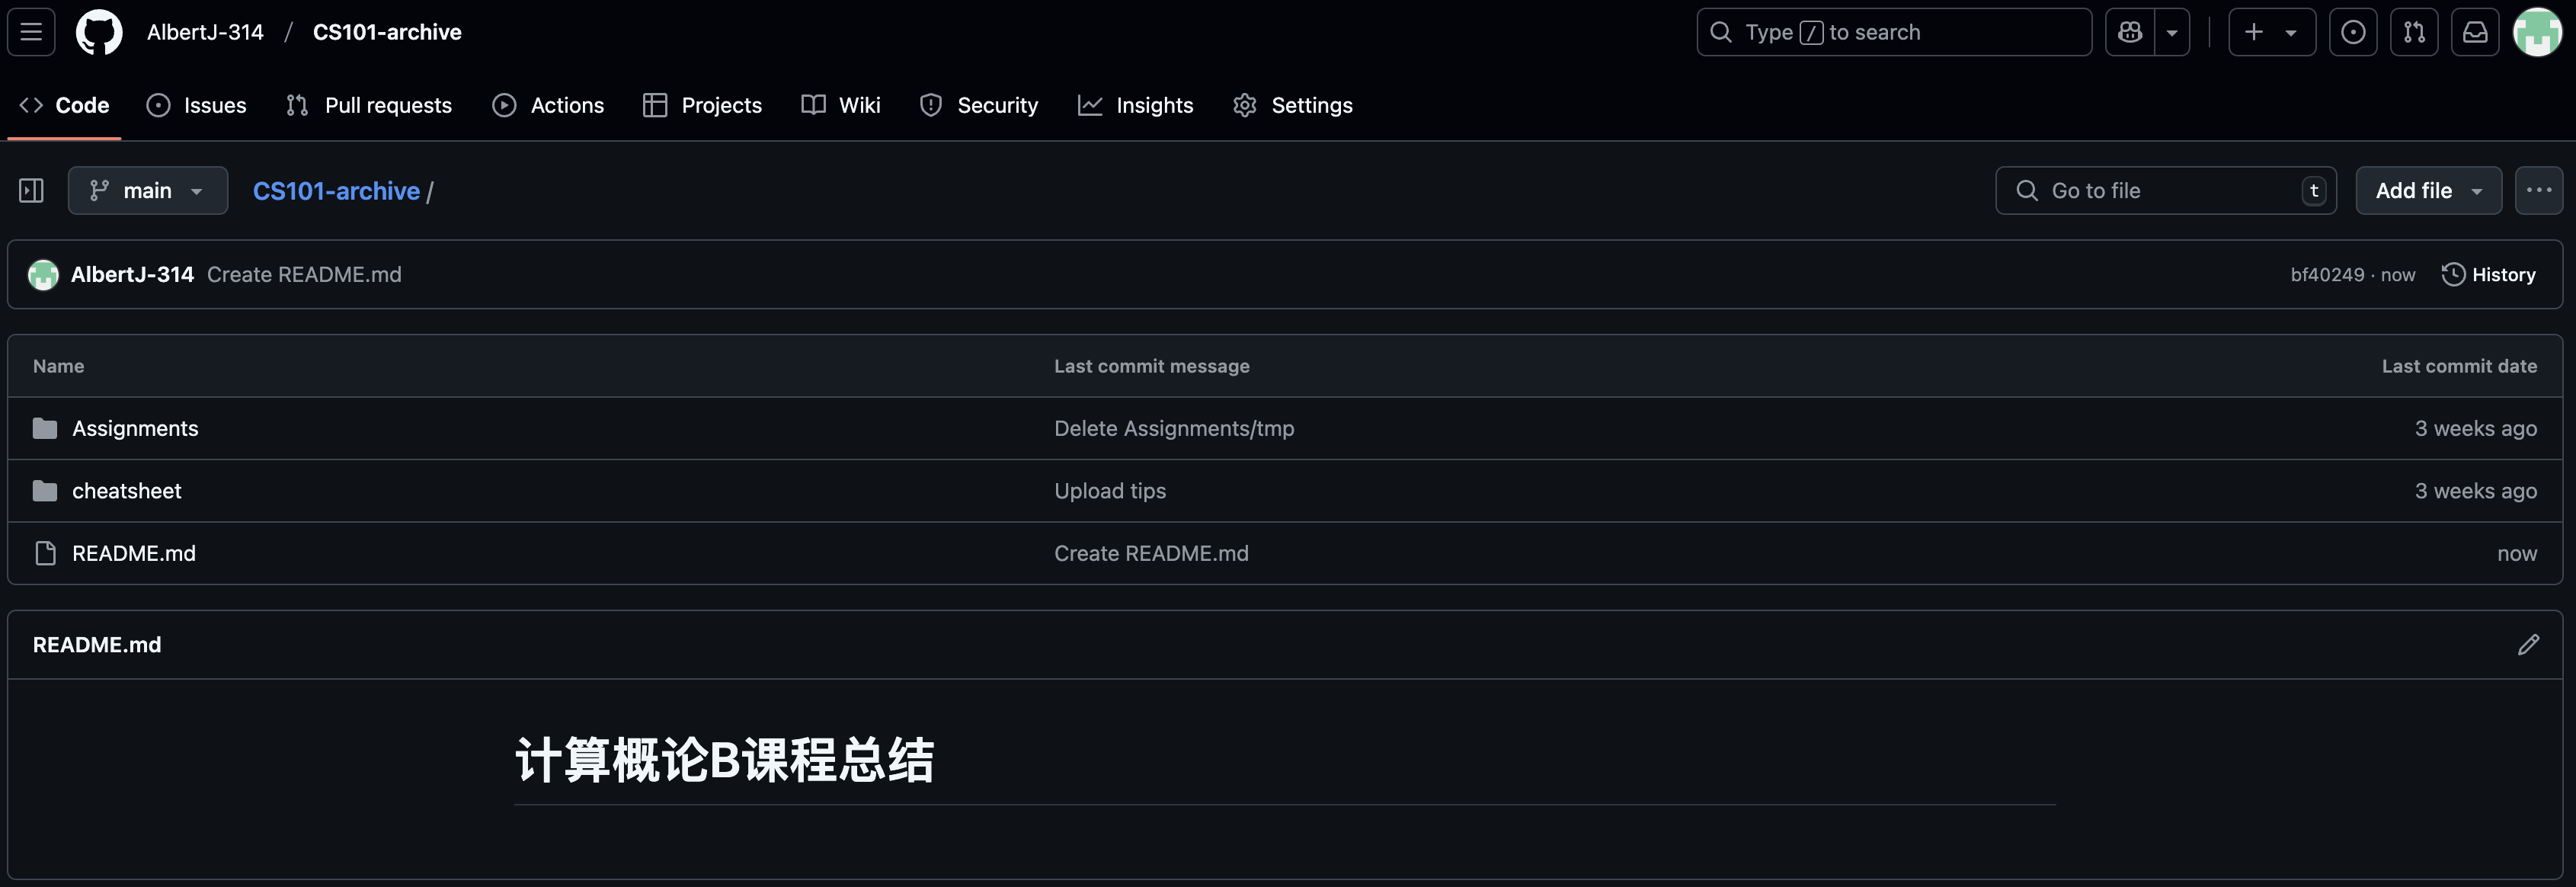 AlbertJ-314 / CS101-archive
Type / to search
Code Issues Pull requests Actions Projects Wiki Security Insights Settings
main CS101-archive / Go to file t Add file
AlbertJ-314 Create README.md bf40249 · now History
Name Last commit message Last commit date
Assignments Delete Assignments/tmp 3 weeks ago
cheatsheet Upload tips 3 weeks ago
README.md Create README.md now
README.md
计算概论B课程总结